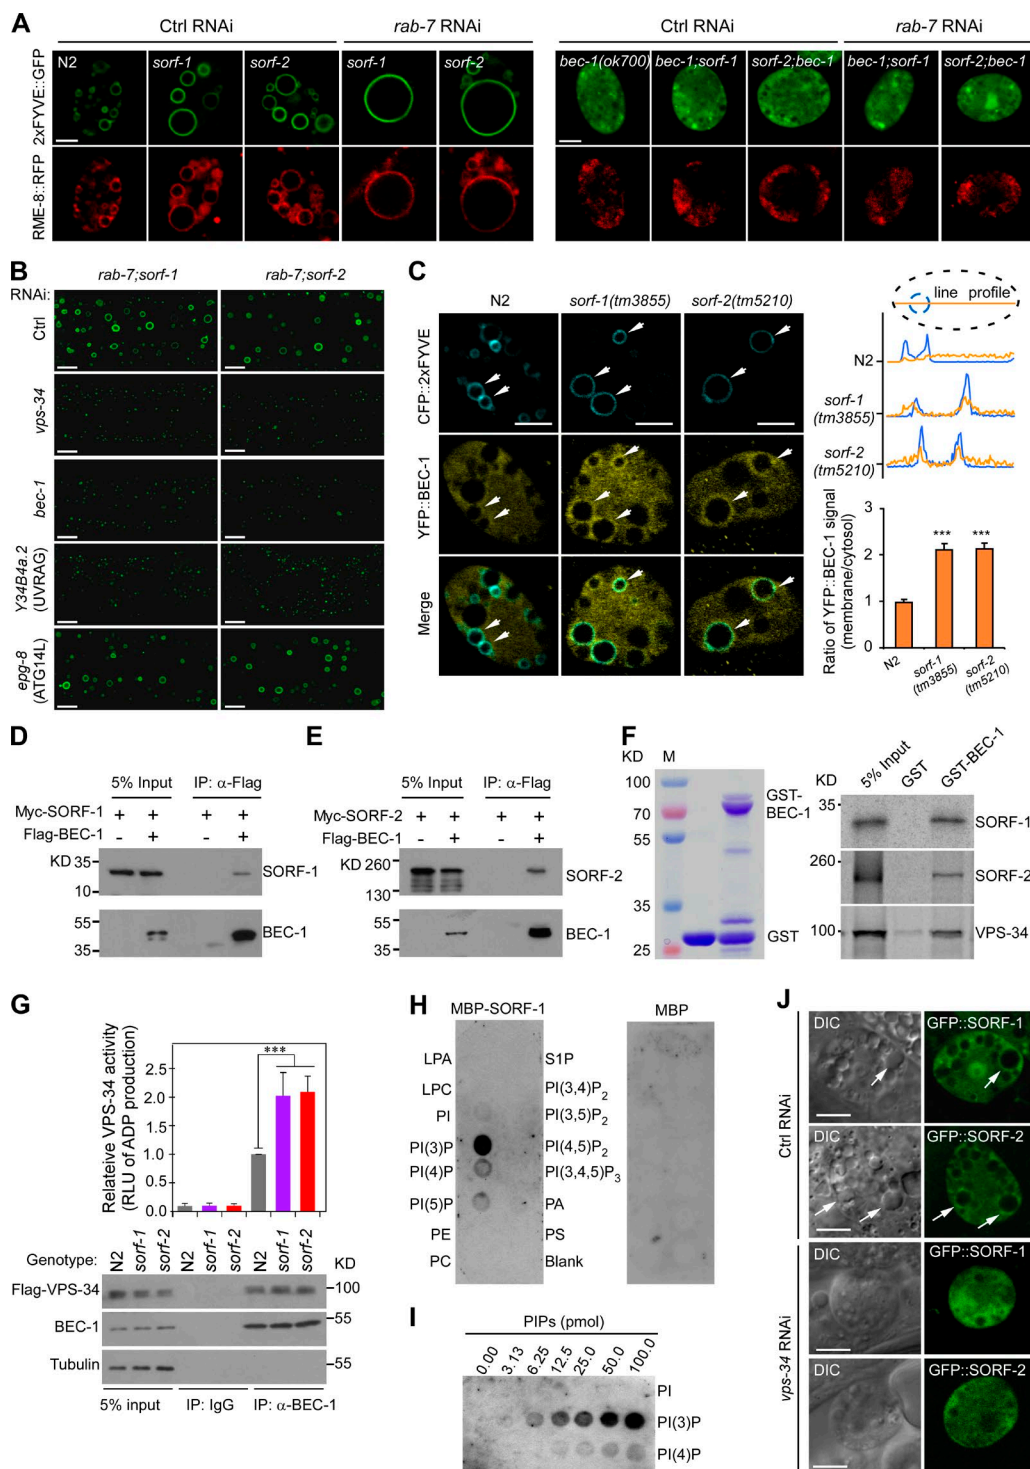 A
Ctrl RNAi
rab-7 RNAi
Ctrl RNAi
rab-7 RNAi
2xFYVE::GFP
N2
sorf-1
sorf-2
sorf-1
sorf-2
bec-1(ok700)
bec-1;sorf-1
sorf-2;bec-1
bec-1;sorf-1
sorf-2;bec-1
RME-8::RFP
B
rab-7;sorf-1
rab-7;sorf-2
RNAi:
Ctrl
vps-34
bec-1
Y34B4a.2
(UVRAG)
epg-8
(ATG14L)
C
N2
sorf-1(tm3855)
sorf-2(tm5210)
CFP::2xFYVE
YFP::BEC-1
Merge
line profile
N2
sorf-1
(tm3855)
sorf-2
(tm5210)
Ratio of YFP::BEC-1 signal
(membrane/cytosol)
3
2
1
0
***
***
N2
sorf-1
(tm3855)
sorf-2
(tm5210)
D
5% Input
IP: α-Flag
Myc-SORF-1 + + + +
Flag-BEC-1 - + - +
KD
35
10
SORF-1
55
35
BEC-1
E
5% Input
IP: α-Flag
Myc-SORF-2 + + + +
Flag-BEC-1 - + - +
KD 260
130
SORF-2
55
35
BEC-1
F
KD
M
100
70
55
35
25
GST-
BEC-1
GST
KD
5% Input
GST
GST-BEC-1
35
SORF-1
260
SORF-2
100
VPS-34
G
Relateive VPS-34 activity
(RLU of ADP production)
2.5
2.0
1.5
1.0
0.5
0.0
***
Genotype:
N2
sorf-1
sorf-2
N2
sorf-1
sorf-2
N2
sorf-1
sorf-2
KD
Flag-VPS-34
100
BEC-1
55
Tubulin
55
5% input
IP: IgG
IP: α-BEC-1
H
MBP-SORF-1
MBP
LPA
S1P
LPC
PI(3,4)P2
PI
PI(3,5)P2
PI(3)P
PI(4,5)P2
PI(4)P
PI(3,4,5)P3
PI(5)P
PA
PE
PS
PC
Blank
I
PIPs (pmol)
0.00
3.13
6.25
12.5
25.0
50.0
100.0
PI
PI(3)P
PI(4)P
J
Ctrl RNAi
DIC
GFP::SORF-1
DIC
GFP::SORF-2
vps-34 RNAi
DIC
GFP::SORF-1
DIC
GFP::SORF-2